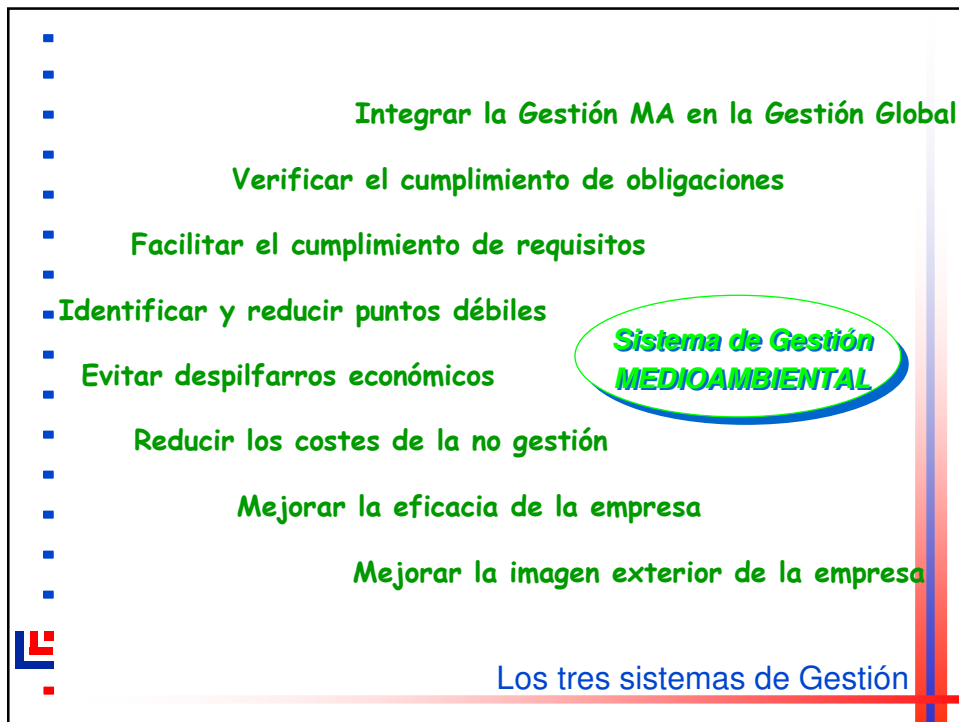 Integrar la Gestión MA en la Gestión Global
Verificar el cumplimiento de obligaciones
Facilitar el cumplimiento de requisitos
Identificar y reducir puntos débiles
Sistema de Gestión
MEDIOAMBIENTAL
Evitar despilfarros económicos
Reducir los costes de la no gestión
Mejorar la eficacia de la empresa
Mejorar la imagen exterior de la empresa
Los tres sistemas de Gestión